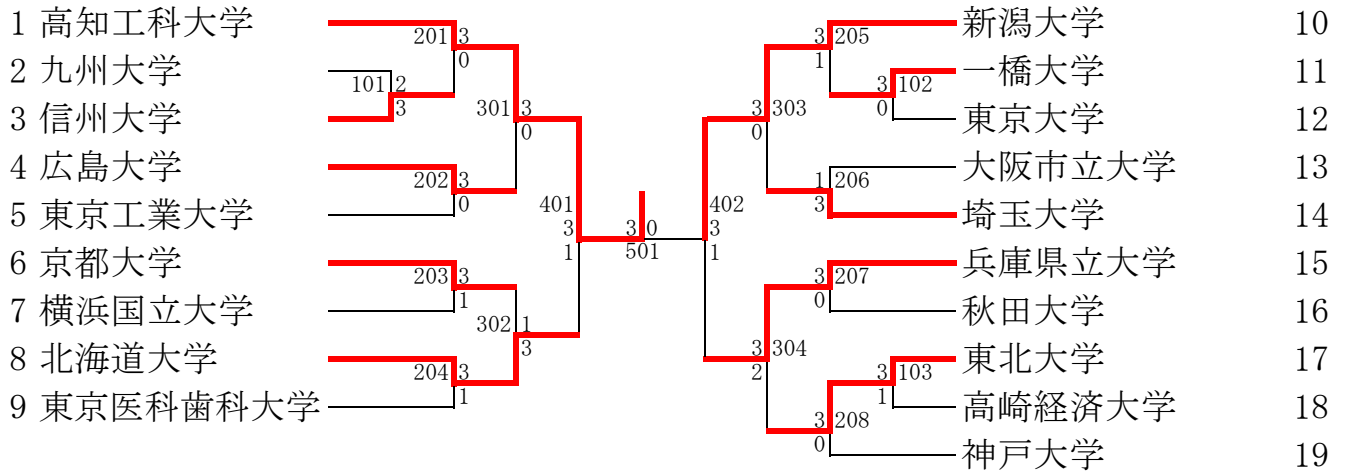 1 高知工科大学
2 九州大学
3 信州大学
4 広島大学
5 東京工業大学
6 京都大学
7 横浜国立大学
8 北海道大学
9 東京医科歯科大学
201 3
0
101 2
3
301 3
0
202 3
0
203 3
1
302 1
3
204 3
1
401
3
1
3 0
501
402
3
1
3 303
0
3 304
2
3 205
1
3 102
0
1 206
3
3 207
0
3 103
1
3 208
0
新潟大学 10
一橋大学 11
東京大学 12
大阪市立大学 13
埼玉大学 14
兵庫県立大学 15
秋田大学 16
東北大学 17
高崎経済大学 18
神戸大学 19